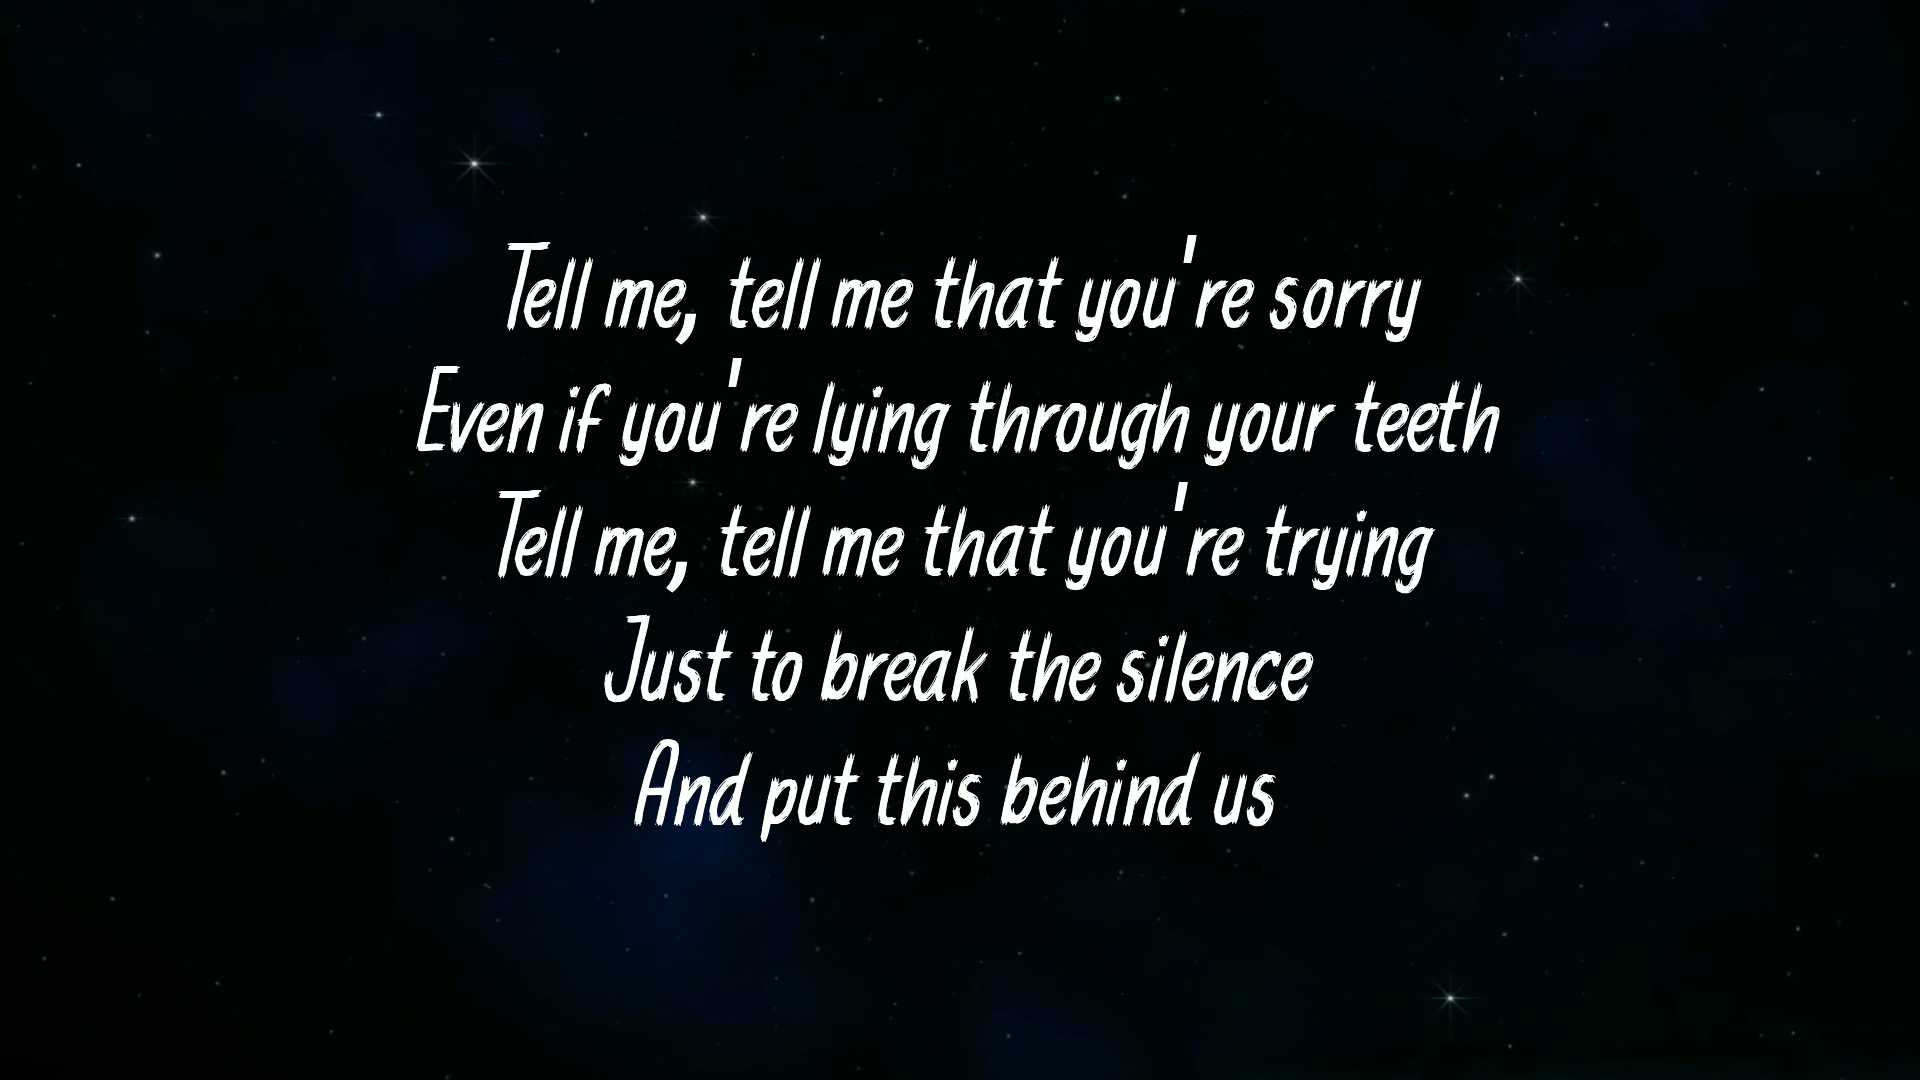 Tell me, tell me that you're sorry
Even if you're lying through your teeth
Tell me, tell me that you're trying
Just to break the silence
And put this behind us